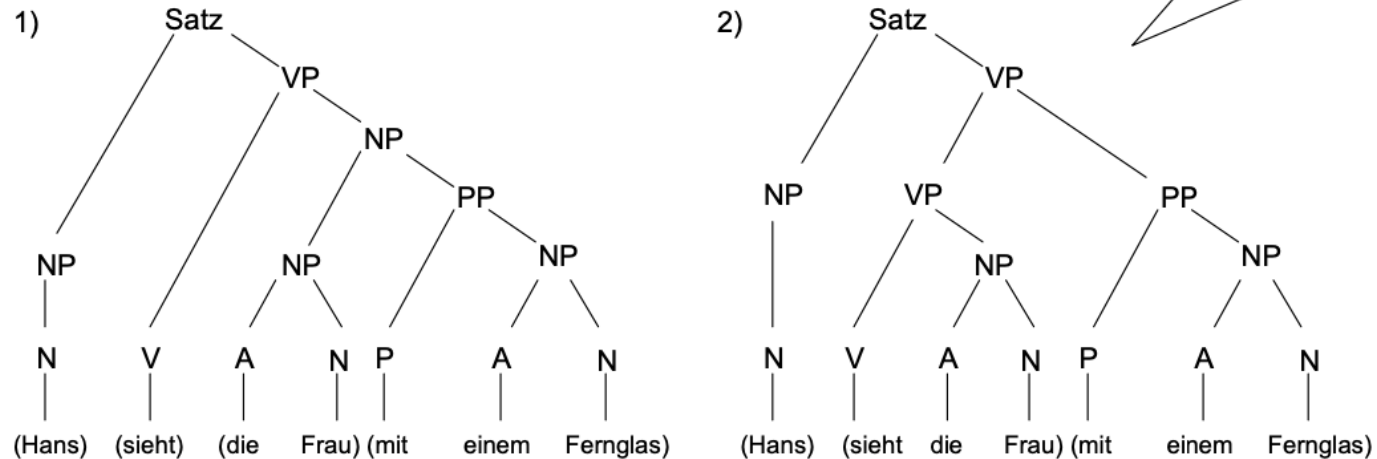 1) Satz 2) Satz
VP VP
NP
PP NP VP PP
NP NP NP NP NP
N V A N P A N N V A N P A N
(Hans) (sieht) (die Frau) (mit einem Fernglas) (Hans) (sieht die Frau) (mit einem Fernglas)